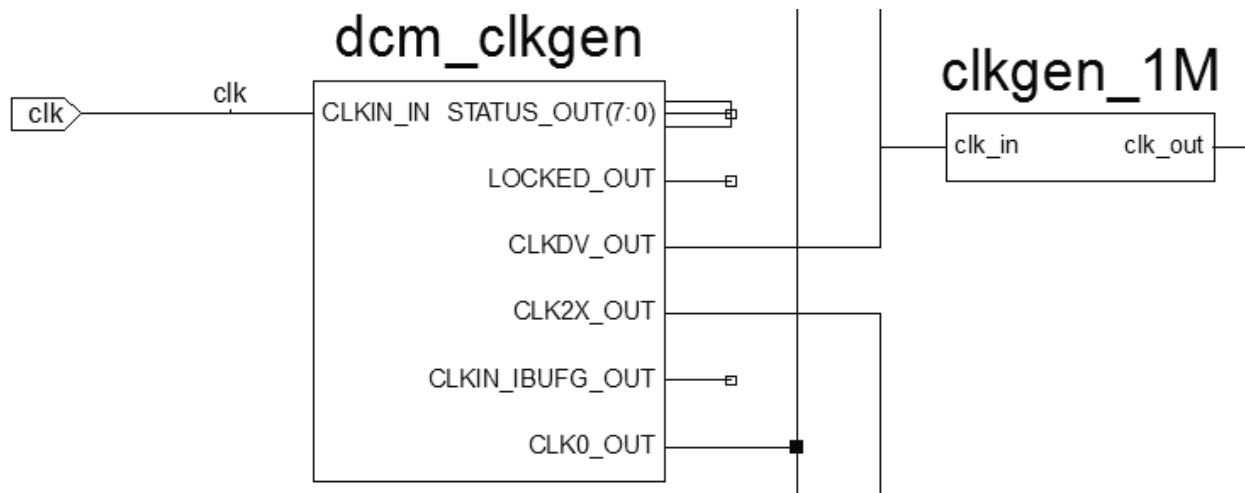 dcm_clkgen
clkgen_1M
clk
clk
CLKIN_IN STATUS_OUT(7:0)
LOCKED_OUT
CLKDV_OUT
CLK2X_OUT
CLKIN_IBUFG_OUT
CLK0_OUT
clk_in clk_out